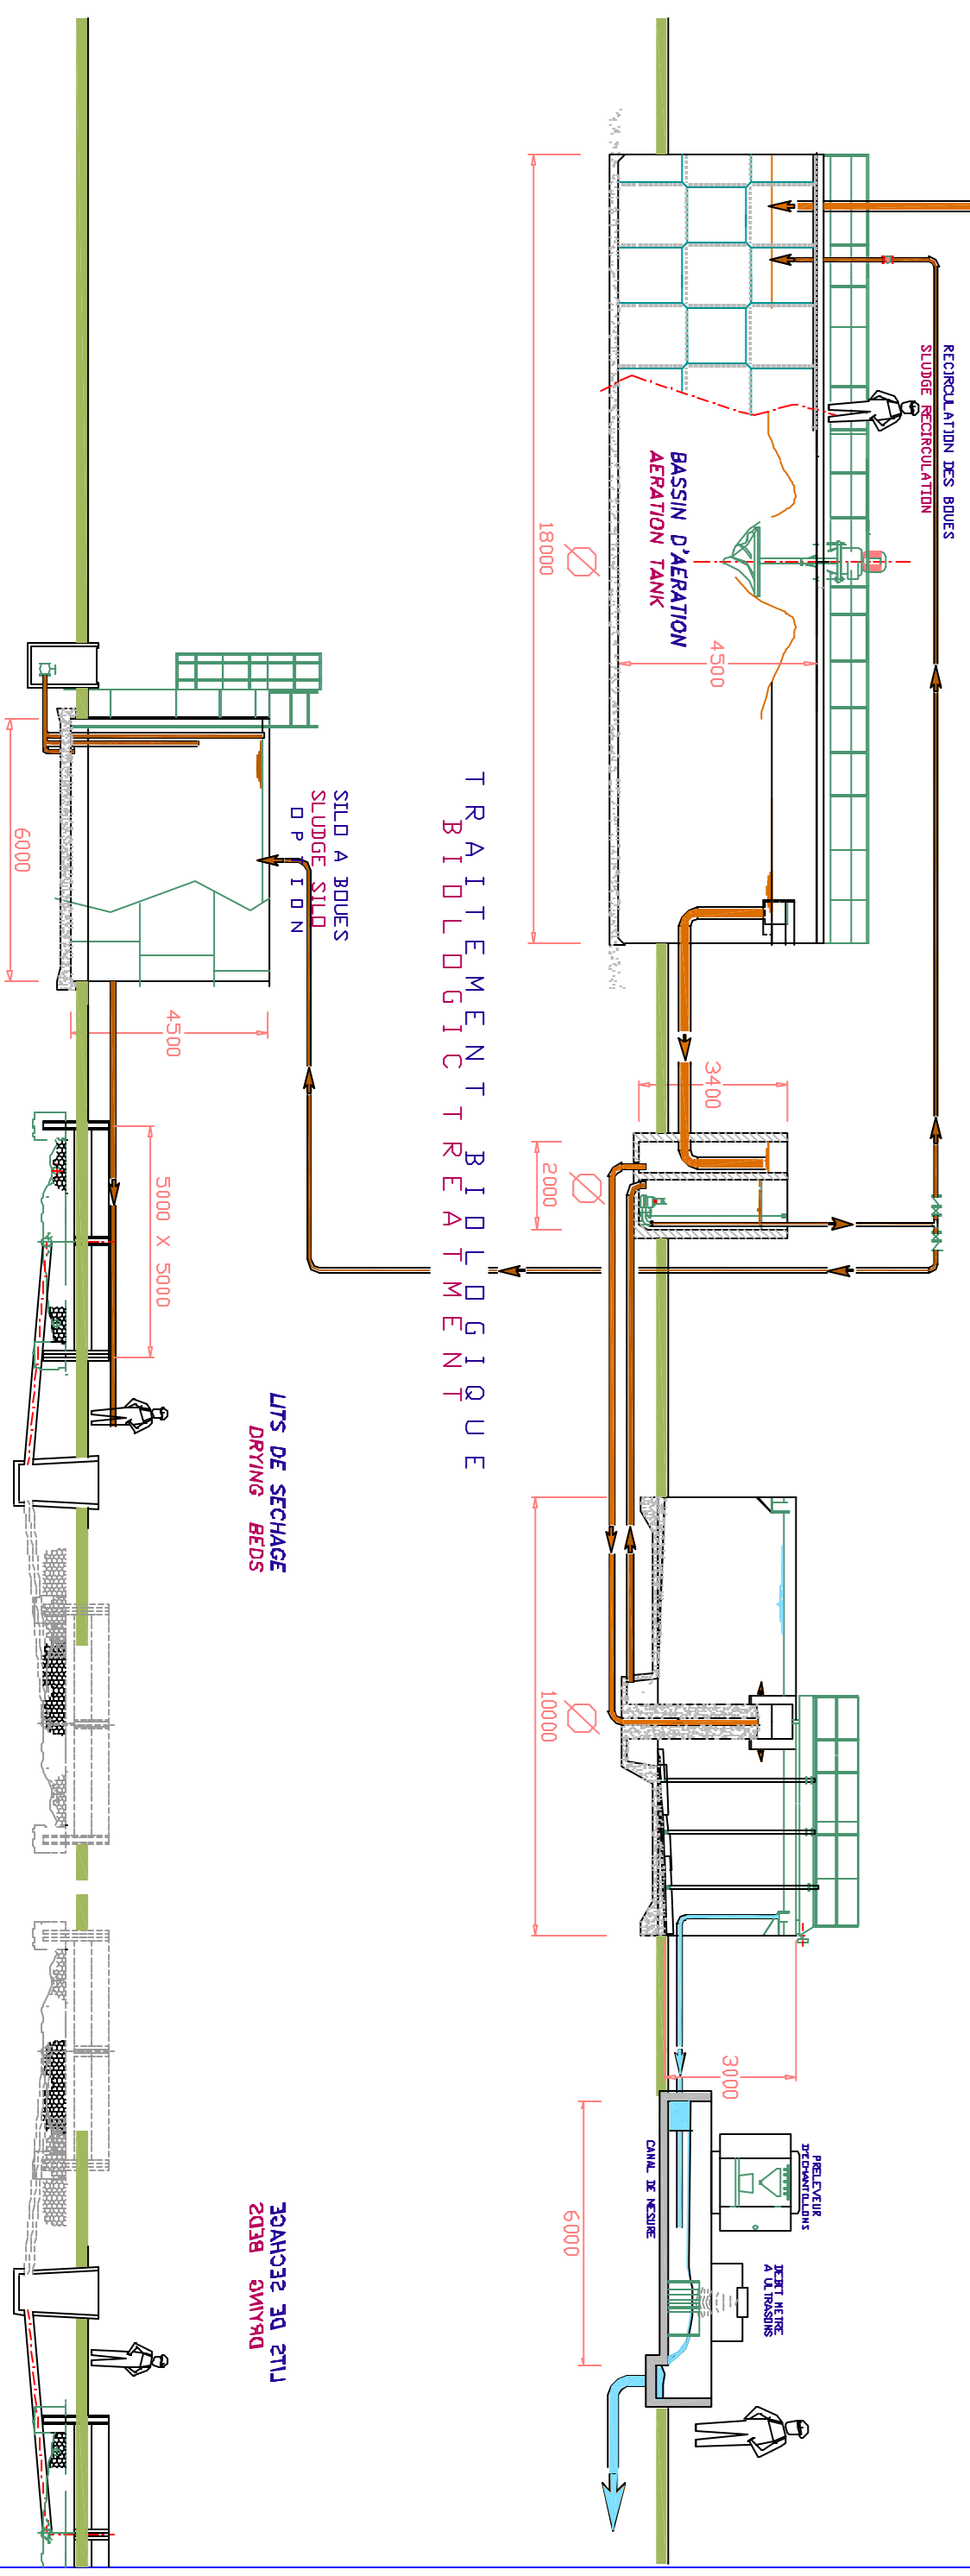 RECIRCULATION DES BOUES
SLUDGE RECIRCULATION
BASSIN D'AERATION
AERATION TANK
4500
18000
3400
2000
10000
3000
PRELEVEUR
D'ECHANTILLONS
DEBIT METRE
A ULTRASONS
CANAL DE MESURE
6000
TRAITEMENT BIOLOGIQUE
BIOLOGIC TREATMENT
SILO A BOUES
SLUDGE SILO
OPTION
4500
6000
5000 X 5000
LITS DE SECHAGE
DRYING BEDS
LITS DE SECHAGE
DRYING BEDS